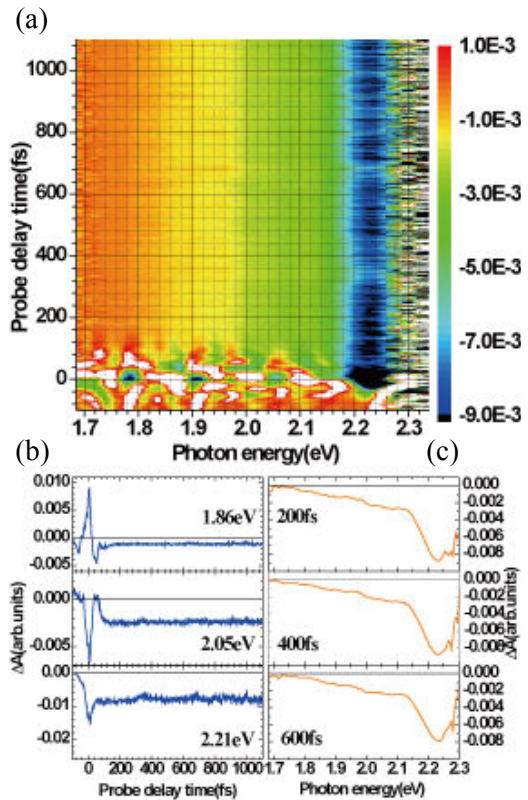 (a)
1000
800
600
400
200
0
Probe delay time(fs)
1.7 1.8 1.9 2.0 2.1 2.2 2.3
Photon energy(eV)
1.0E-3
-1.0E-3
-3.0E-3
-5.0E-3
-7.0E-3
-9.0E-3
(b)
(c)
0.010
0.005
0.000
-0.005
1.86eV
200fs
0.000
-0.002
-0.004
-0.006
-0.008
0.000
-0.005
2.05eV
400fs
0.000
-0.002
-0.004
-0.006
-0.008
0.00
-0.01
-0.02
2.21eV
600fs
0.000
-0.002
-0.004
-0.006
-0.008
ΔA(arb.units)
ΔA(arb.units)
0 200 400 600 800 1000
Probe delay time(fs)
1.7 1.8 1.9 2.0 2.1 2.2 2.3
Photon energy(eV)